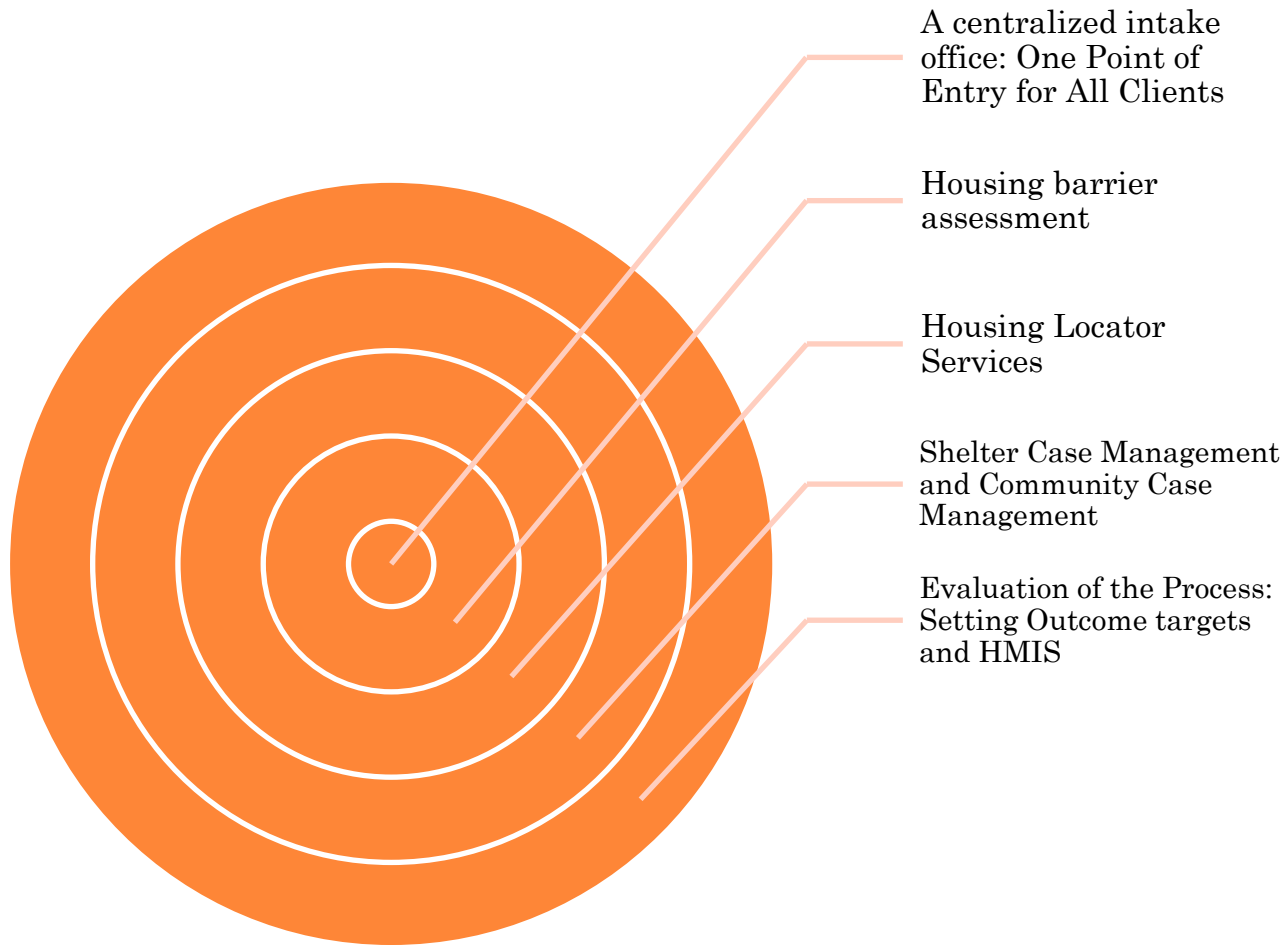 A centralized intake
office: One Point of
Entry for All Clients
Housing barrier
assessment
Housing Locator
Services
Shelter Case Management
and Community Case
Management
Evaluation of the Process:
Setting Outcome targets
and HMIS